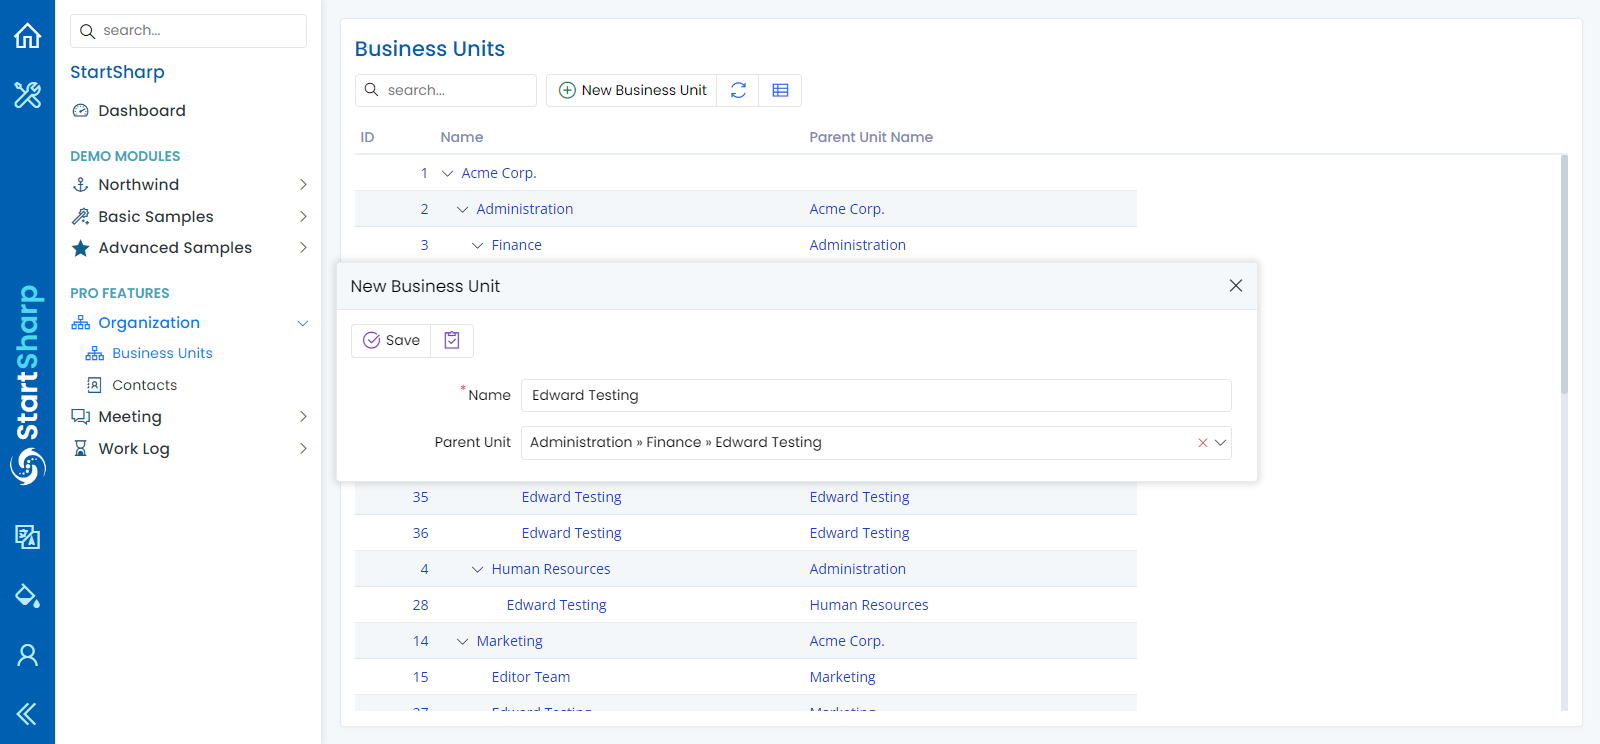 search...
StartSharp
Dashboard
DEMO MODULES
Northwind
Basic Samples
Advanced Samples
PRO FEATURES
Organization
Business Units
Contacts
Meeting
Work Log
StartSharp
Business Units
search...
New Business Unit
ID Name Parent Unit Name
1 Acme Corp.
2 Administration Acme Corp.
3 Finance Administration
New Business Unit
Save
*Name Edward Testing
Parent Unit Administration » Finance » Edward Testing
35 Edward Testing Edward Testing
36 Edward Testing Edward Testing
4 Human Resources Administration
28 Edward Testing Human Resources
14 Marketing Acme Corp.
15 Editor Team Marketing
37 Edward Testing Marketing